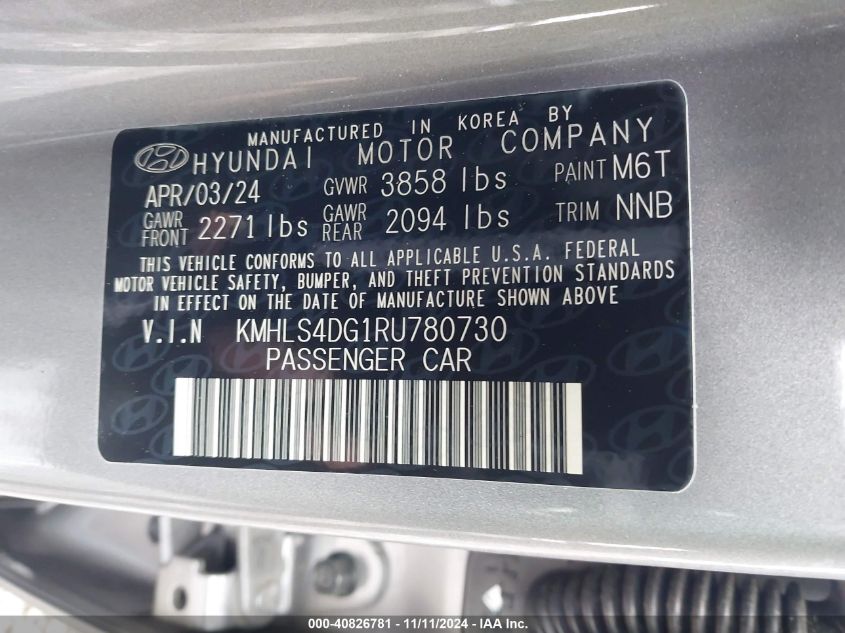 MANUFACTURED IN KOREA BY
HYUNDAI MOTOR COMPANY
APR/03/24 GVWR 3858 lbs PAINT M6T
GAWR FRONT 2271 lbs GAWR REAR 2094 lbs TRIM NNB
THIS VEHICLE CONFORMS TO ALL APPLICABLE U.S.A. FEDERAL
MOTOR VEHICLE SAFETY, BUMPER, AND THEFT PREVENTION STANDARDS
IN EFFECT ON THE DATE OF MANUFACTURE SHOWN ABOVE
V.I.N KMHLS4DG1RU780730
PASSENGER CAR
000-40826781 - 11/11/2024 - IAA Inc.